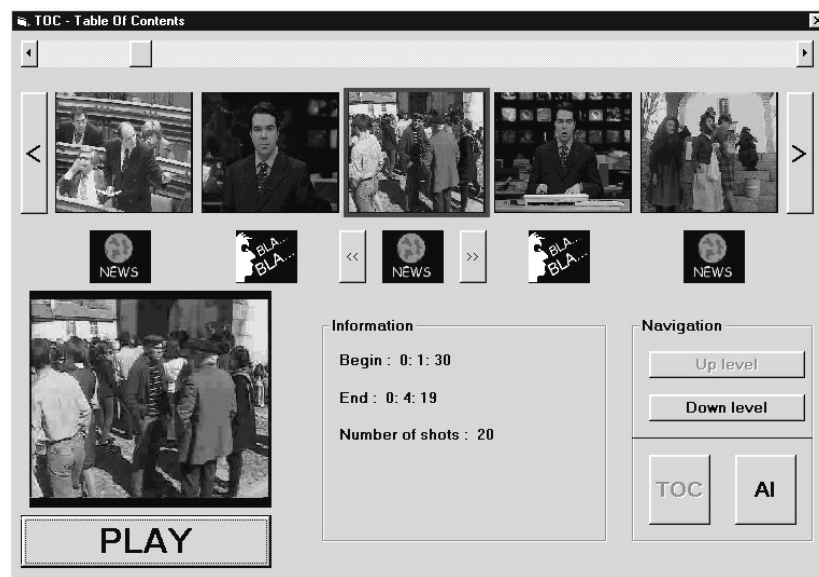 TOC - Table Of Contents
<
>
NEWS
BLA...
BLA...
<<
NEWS
>>
BLA...
BLA...
NEWS
Information
Begin : 0: 1: 30
End : 0: 4: 19
Number of shots : 20
Navigation
Up level
Down level
TOC
AI
PLAY